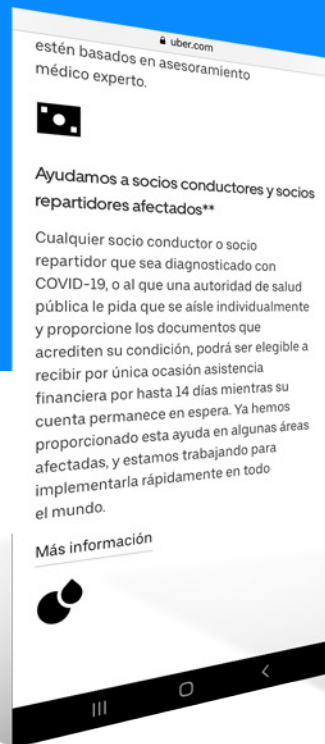 uber.com
estén basados en asesoramiento
médico experto.
Ayudamos a socios conductores y socios
repartidores afectados**
Cualquier socio conductor o socio
repartidor que sea diagnosticado con
COVID-19, o al que una autoridad de salud
pública le pida que se aísle individualmente
y proporcione los documentos que
acrediten su condición, podrá ser elegible a
recibir por única ocasión asistencia
financiera por hasta 14 días mientras su
cuenta permanece en espera. Ya hemos
proporcionado esta ayuda en algunas áreas
afectadas, y estamos trabajando para
implementarla rápidamente en todo
el mundo.
Más información